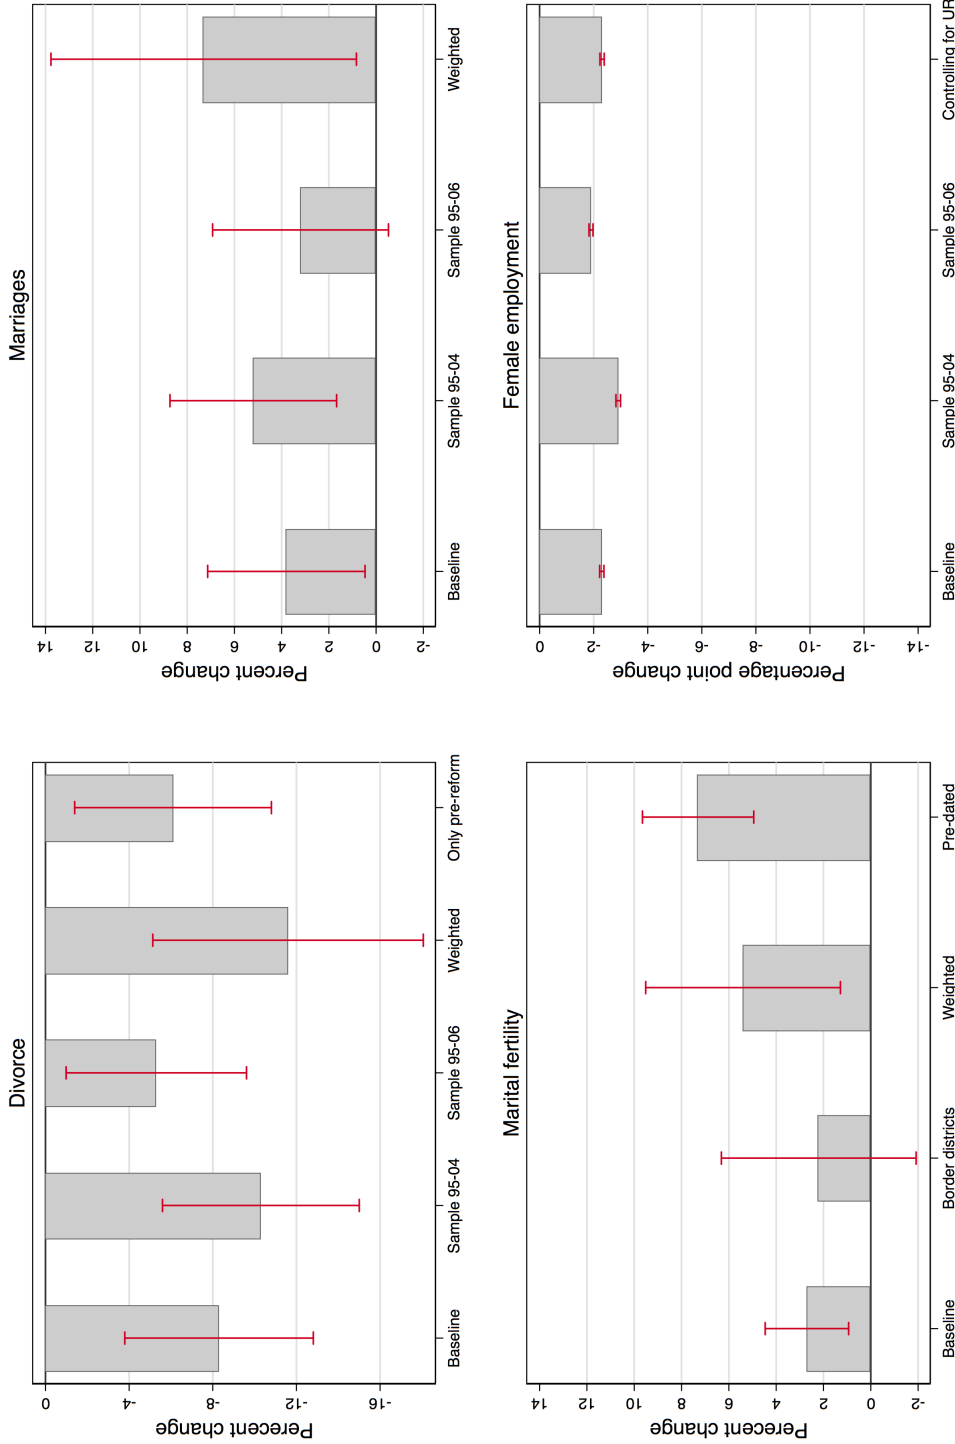 Divorce
Perecent change
0
-4
-8
-12
-16
Baseline
Sample 95-04
Sample 95-06
Weighted
Only pre-reform
Marriages
Percent change
14
12
10
8
6
4
2
0
-2
Baseline
Sample 95-04
Sample 95-06
Weighted
Marital fertility
Perecent change
14
12
10
8
6
4
2
0
-2
Baseline
Border districts
Weighted
Pre-dated
Female employment
Percentage point change
0
-2
-4
-6
-8
-10
-12
-14
Baseline
Sample 95-04
Sample 95-06
Controlling for UR